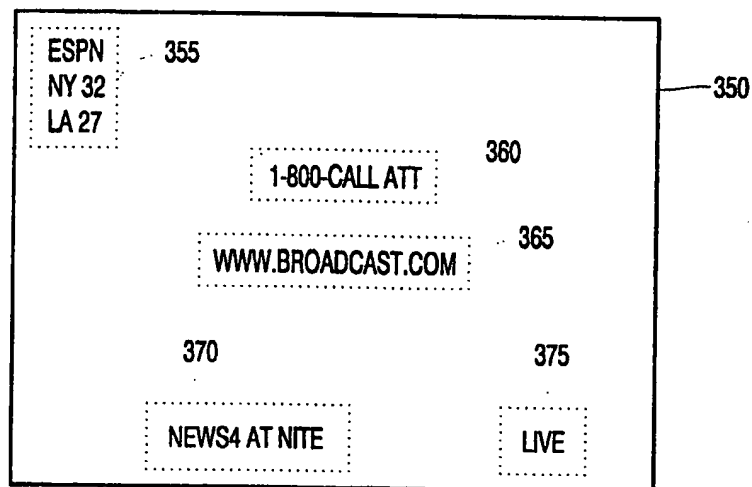 ESPN
NY 32
LA 27
355
350
360
1-800-CALL ATT
365
WWW.BROADCAST.COM
370
375
NEWS4 AT NITE
LIVE